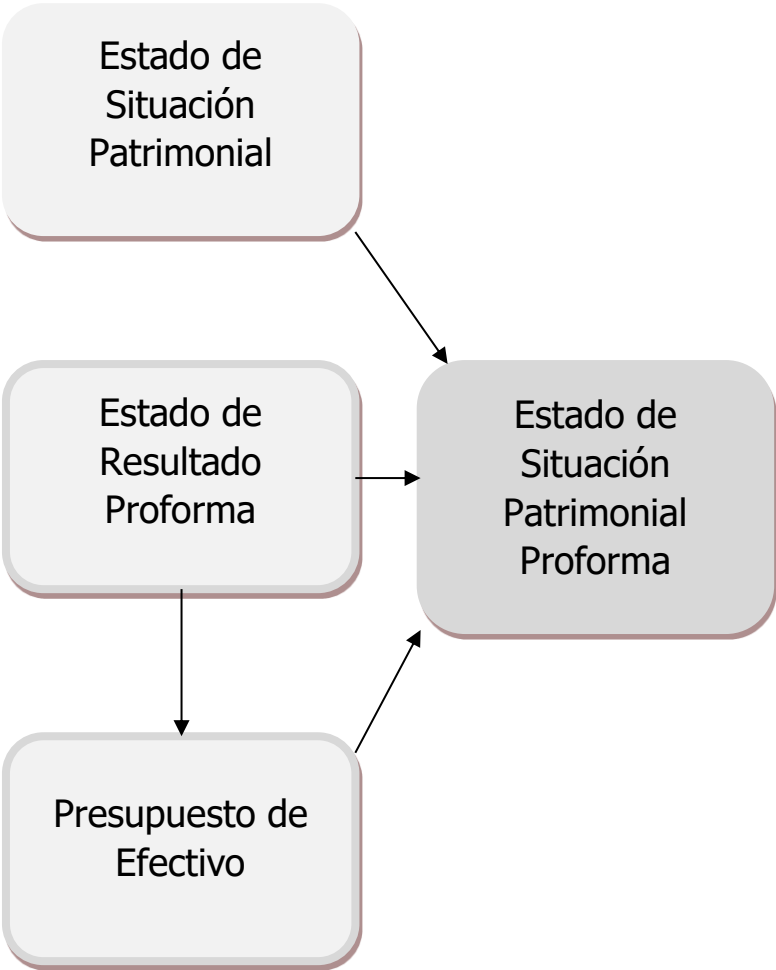 Estado de
Situación
Patrimonial
Estado de
Resultado
Proforma
Estado de
Situación
Patrimonial
Proforma
Presupuesto de
Efectivo